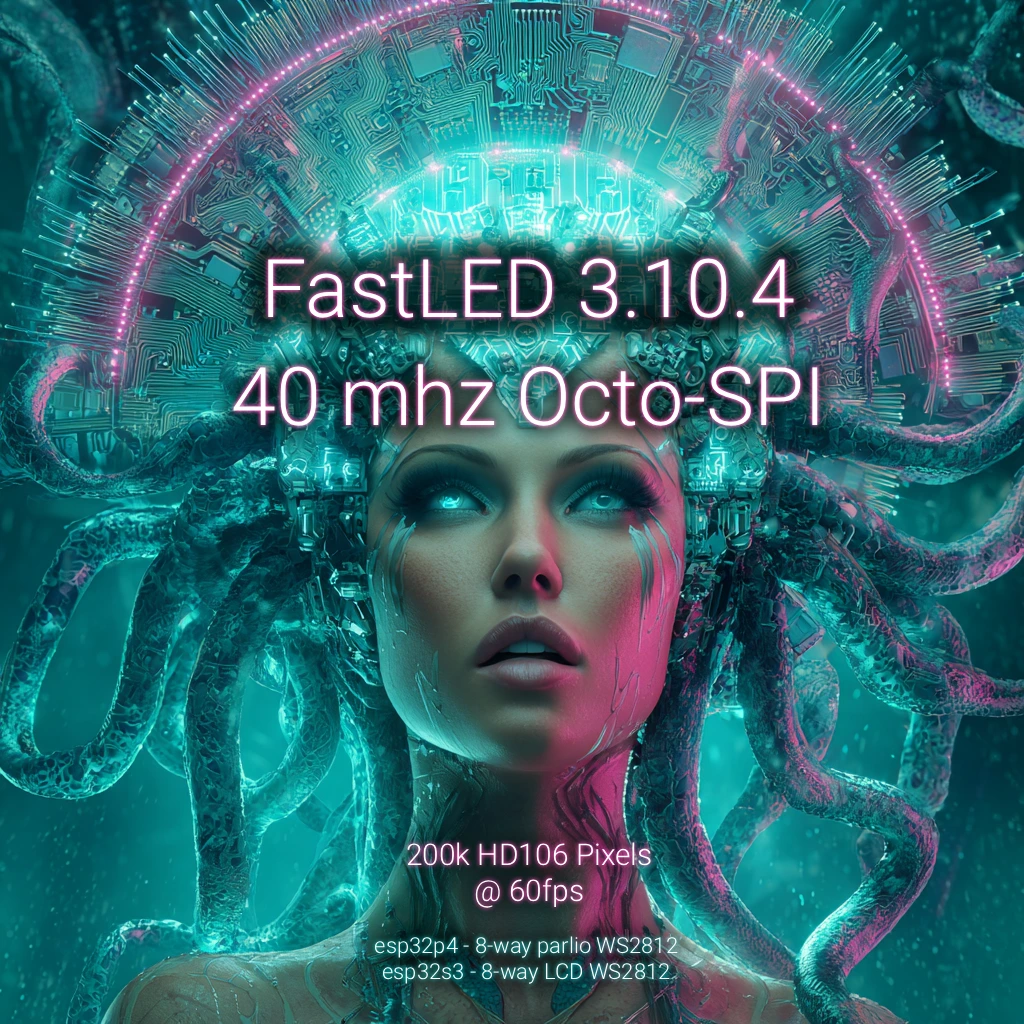 FastLED 3.10.4
40 mhz Octo-SPI
200k HD106 Pixels
@ 60fps
esp32p4 - 8-way parlio WS2812
esp32s3 - 8-way LCD WS2812.